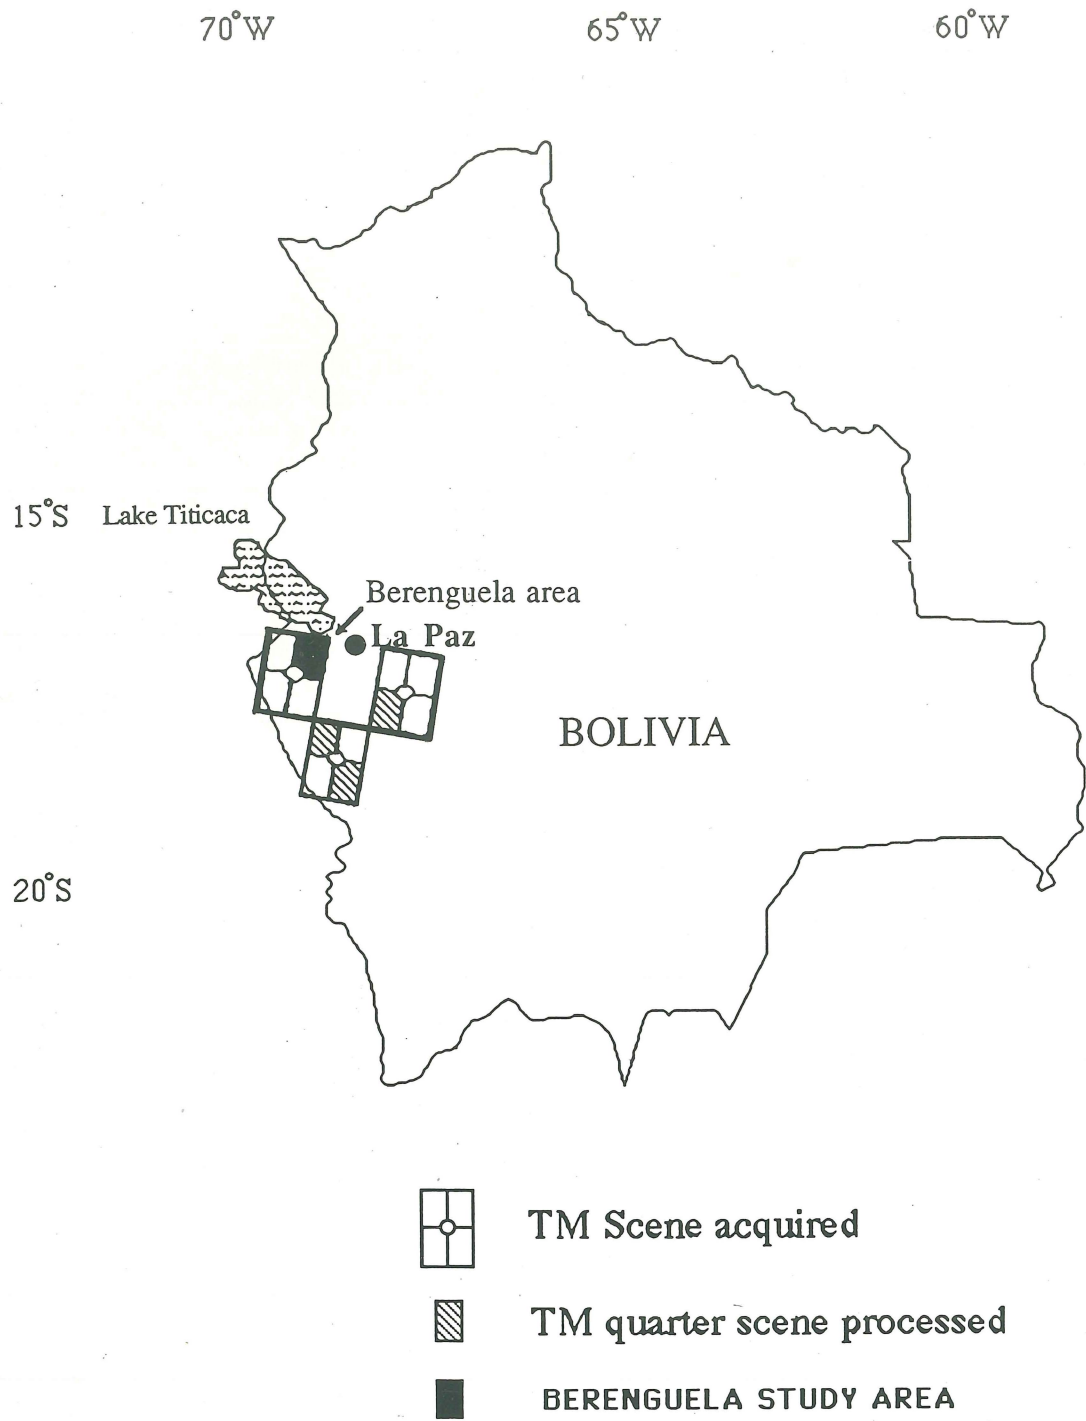 70°W 65°W 60°W
15°S Lake Titicaca
Berenguela area
La Paz
BOLIVIA
20°S
TM Scene acquired
TM quarter scene processed
BERENGUELA STUDY AREA